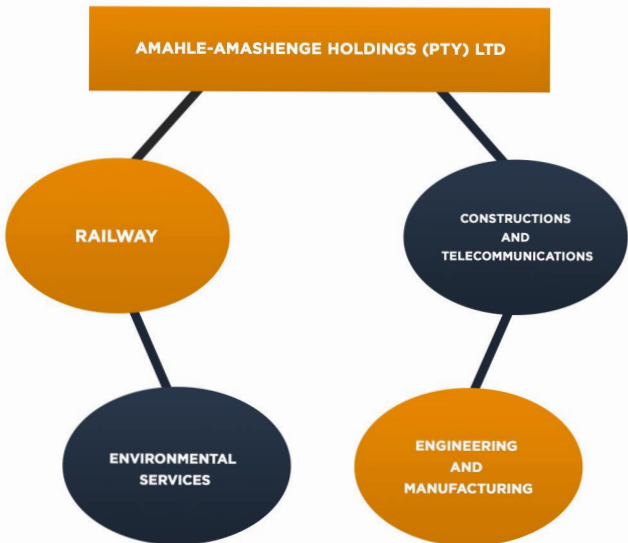 AMAHLE-AMASHENGE HOLDINGS (PTY) LTD
RAILWAY
CONSTRUCTIONS
AND
TELECOMMUNICATIONS
ENVIRONMENTAL
SERVICES
ENGINEERING
AND
MANUFACTURING